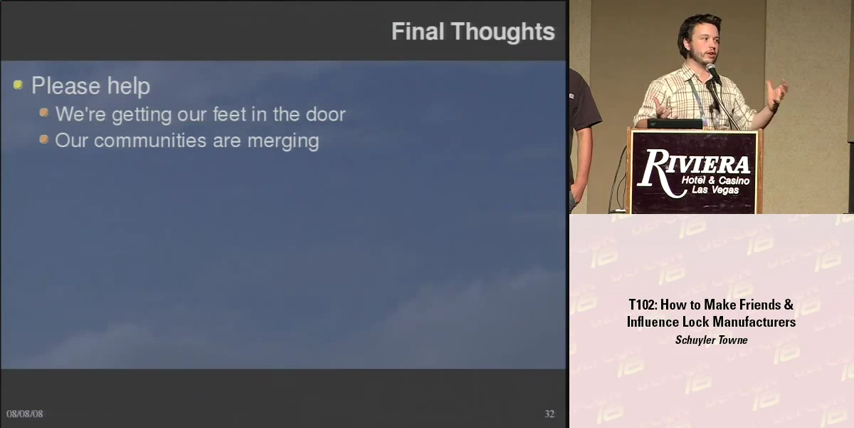 Final Thoughts
Please help
We're getting our feet in the door
Our communities are merging
08/08/08
32
RIVIERA
Hotel & Casino
Las Vegas
T102: How to Make Friends &
Influence Lock Manufacturers
Schuyler Towne